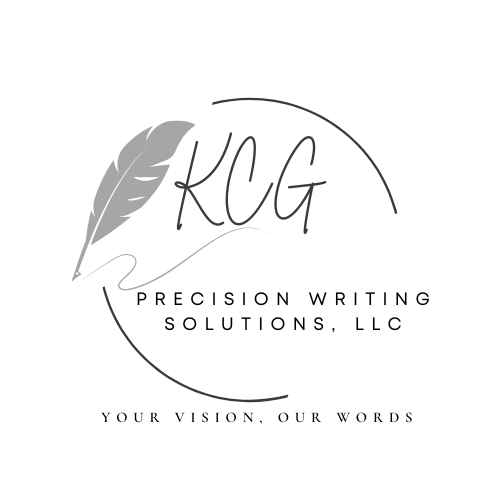 KCG
PRECISION WRITING
SOLUTIONS, LLC
YOUR VISION, OUR WORDS